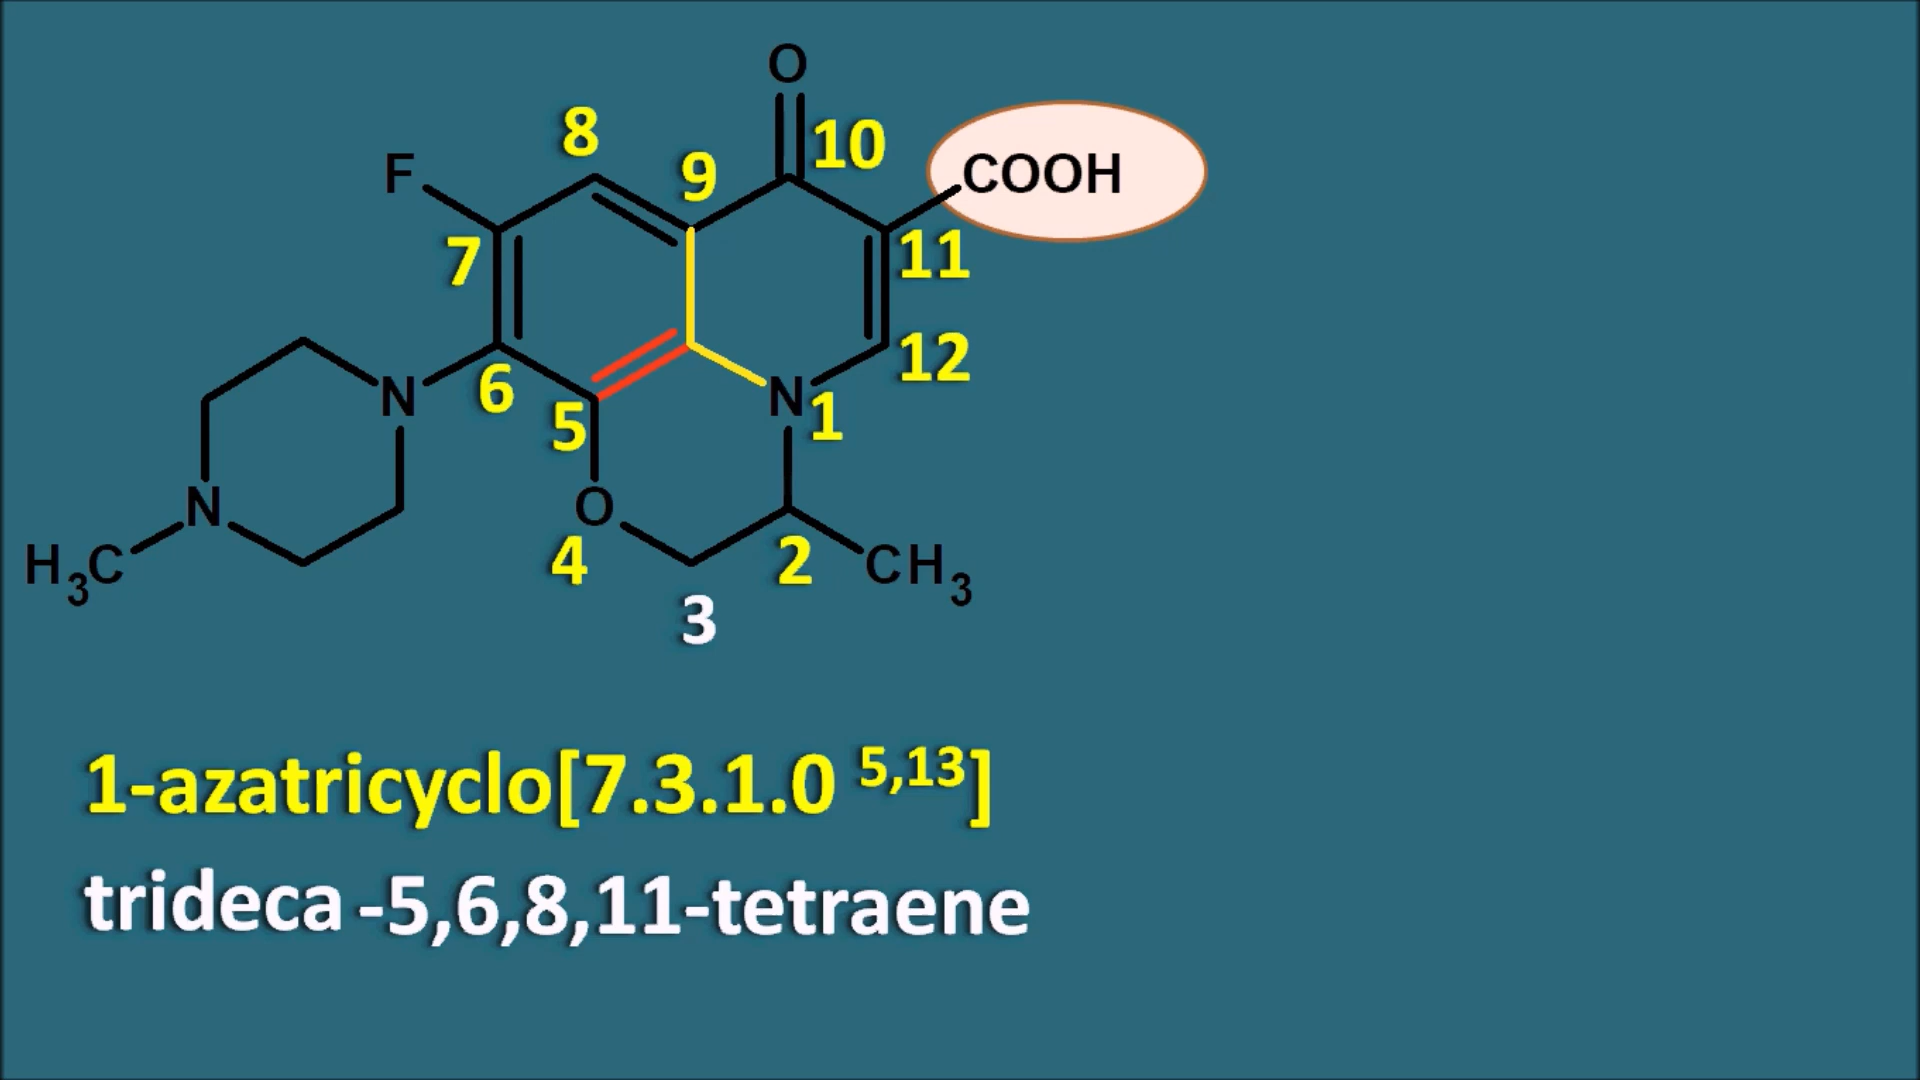 O
8
10
F
9
COOH
7
11
12
6
N
5
N
1
N
O
H3C
4
2
CH3
3
1-azatricyclo[7.3.1.0 5,13]
trideca -5,6,8,11-tetraene